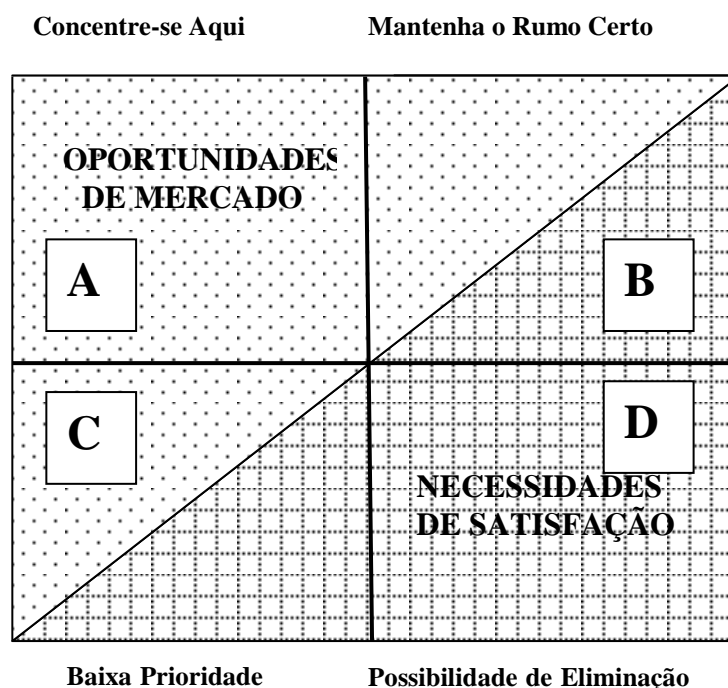 Concentre-se Aqui
Mantenha o Rumo Certo
OPORTUNIDADES
DE MERCADO
A
B
C
D
NECESSIDADES
DE SATISFAÇÃO
Baixa Prioridade
Possibilidade de Eliminação